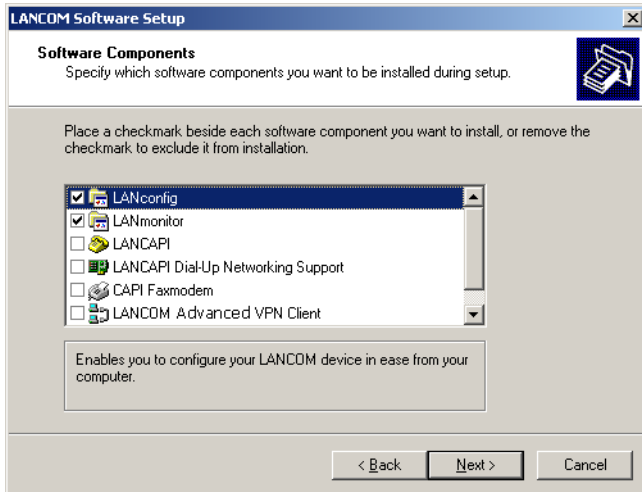 LANCOM Software Setup
Software Components
Specify which software components you want to be installed during setup.
Place a checkmark beside each software component you want to install, or remove the
checkmark to exclude it from installation.
LANconfig
LANmonitor
LANCAPI
LANCAPI Dial-Up Networking Support
CAPI Faxmodem
LANCOM Advanced VPN Client
Enables you to configure your LANCOM device in ease from your
computer.
< Back
Next >
Cancel